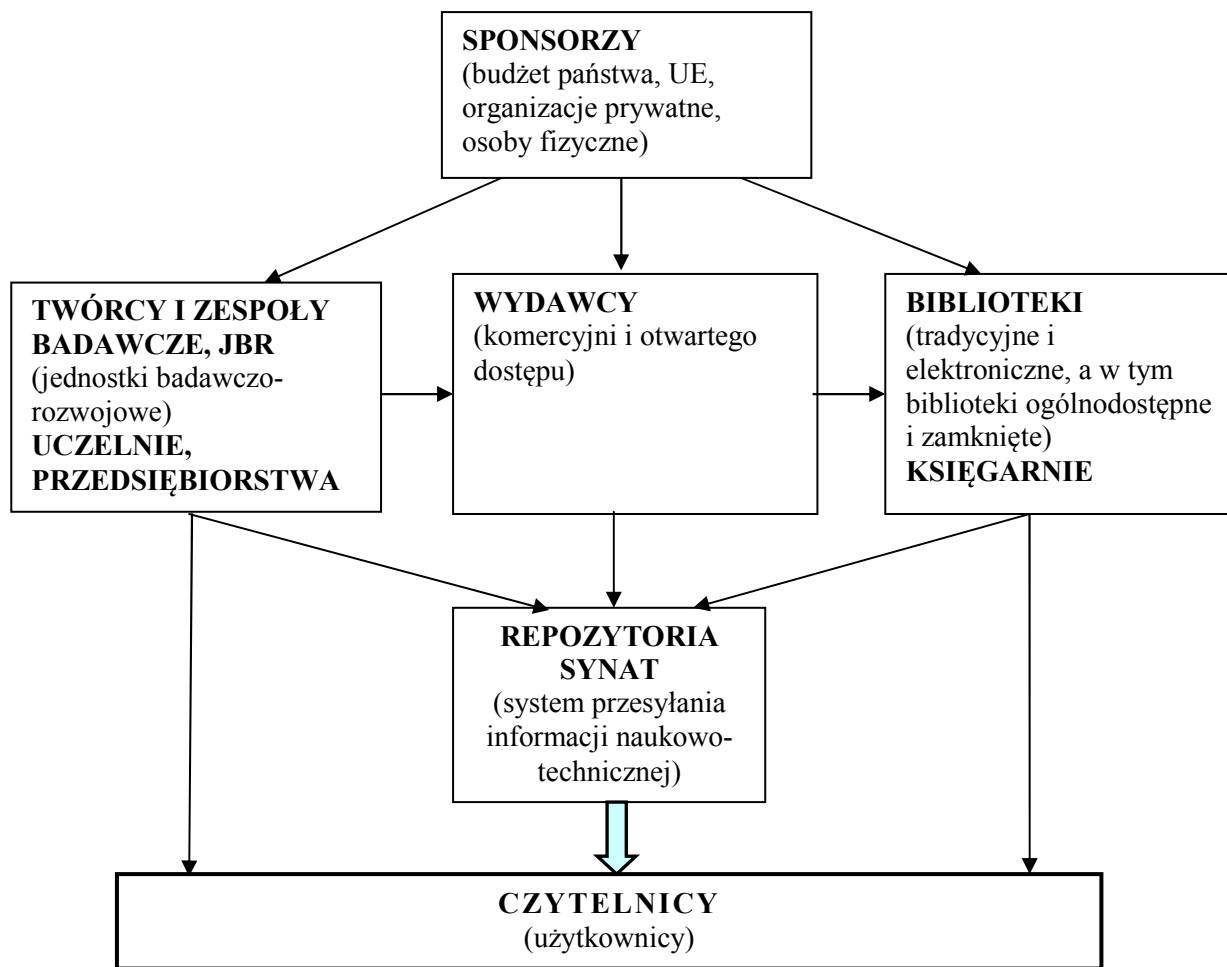 SPONSORZY
(budżet państwa, UE,
organizacje prywatne,
osoby fizyczne)
TWÓRCY I ZESPOŁY
BADAWCZE, JBR
(jednostki badawczo-
rozwojowe)
UCZELNIE,
PRZEDSIĘBIORSTWA
WYDAWCY
(komercyjni i otwartego
dostępu)
BIBLIOTEKI
(tradycyjne i
elektroniczne, a w tym
biblioteki ogólnodostępne
i zamknięte)
KSIĘGARNIE
REPOZYTORIA
SYNAT
(system przesyłania
informacji naukowo-
technicznej)
CZYTELNICY
(użytkownicy)